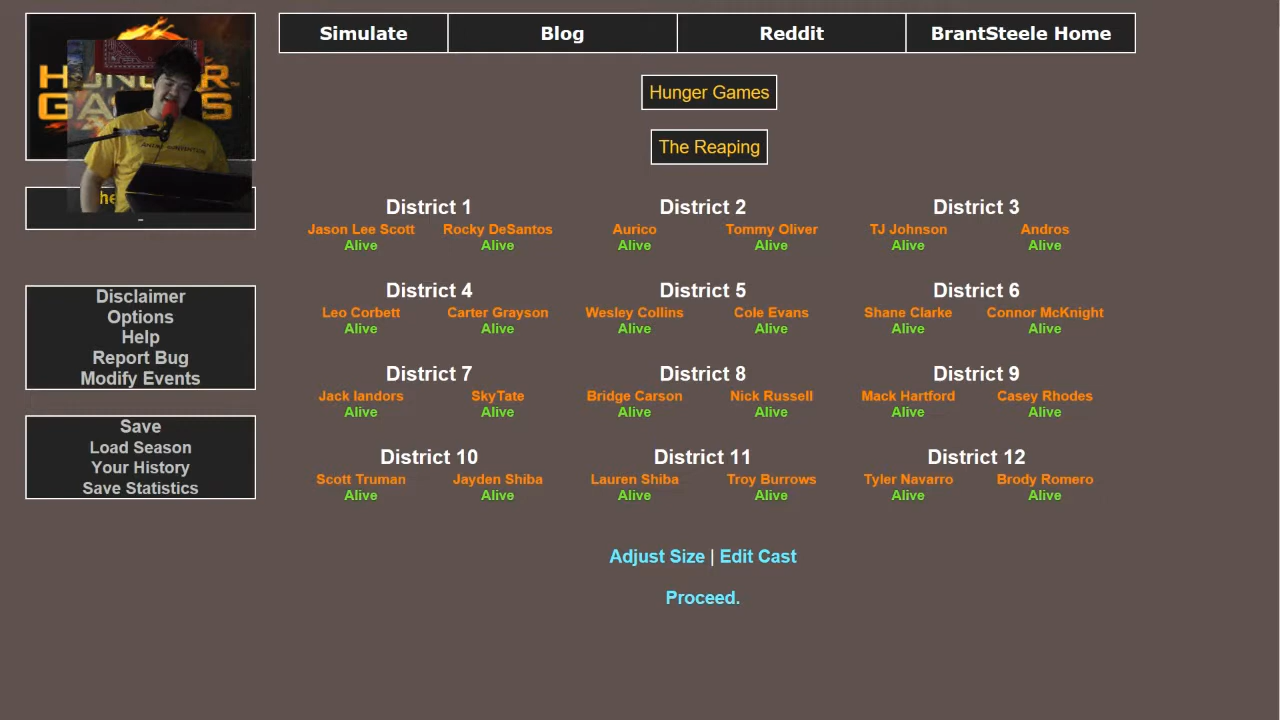 Simulate Blog Reddit BrantSteele Home
HUNGER
GAMES
Hunger Games
The Reaping
he
District 1 District 2 District 3
Jason Lee Scott Rocky DeSantos Aurico Tommy Oliver TJ Johnson Andros
Alive Alive Alive Alive Alive Alive
District 4 District 5 District 6
Leo Corbett Carter Grayson Wesley Collins Cole Evans Shane Clarke Connor McKnight
Alive Alive Alive Alive Alive Alive
District 7 District 8 District 9
Jack landors SkyTate Bridge Carson Nick Russell Mack Hartford Casey Rhodes
Alive Alive Alive Alive Alive Alive
District 10 District 11 District 12
Scott Truman Jayden Shiba Lauren Shiba Troy Burrows Tyler Navarro Brody Romero
Alive Alive Alive Alive Alive Alive
Adjust Size | Edit Cast
Proceed.
Disclaimer
Options
Help
Report Bug
Modify Events
Save
Load Season
Your History
Save Statistics